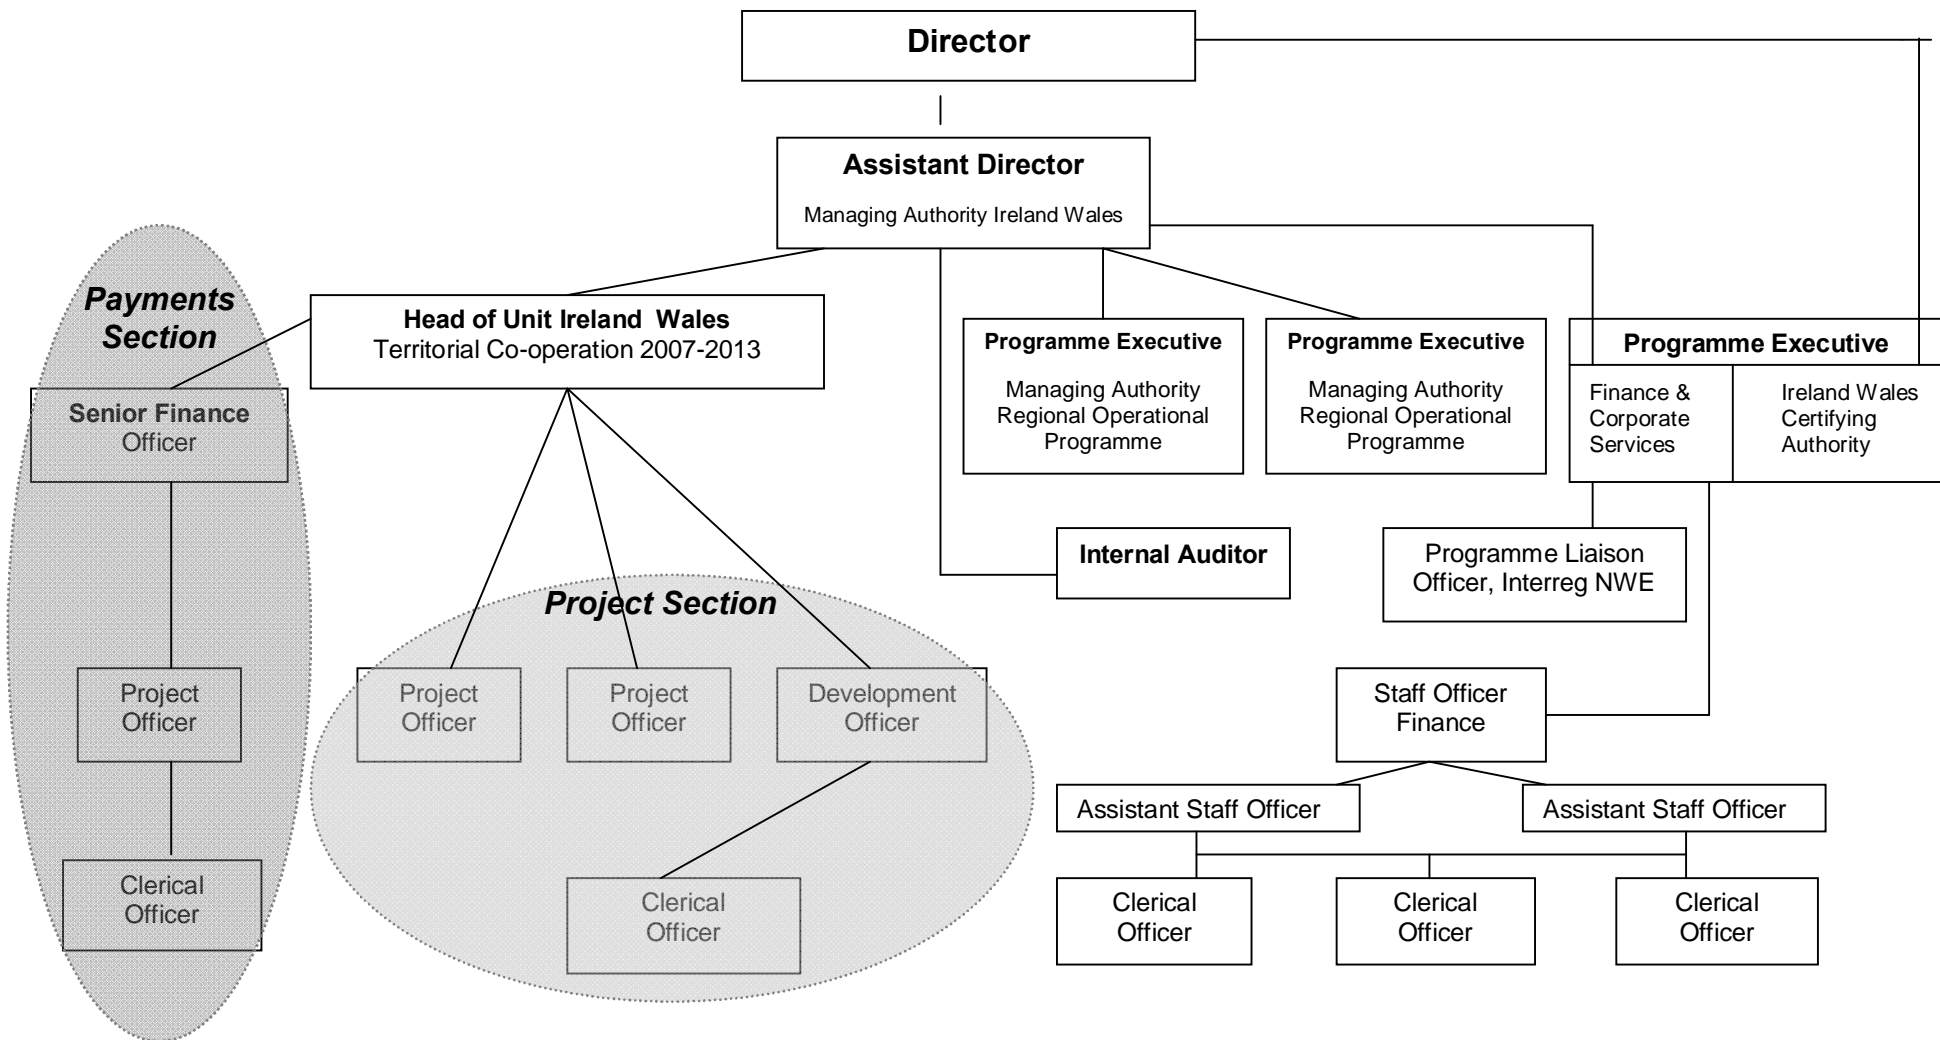 Director
Assistant Director
Managing Authority Ireland Wales
Payments
Section
Head of Unit Ireland  Wales
Territorial Co-operation 2007-2013
Programme Executive
Managing Authority
Regional Operational
Programme
Programme Executive
Managing Authority
Regional Operational
Programme
Programme Executive
Finance &
Corporate
Services
Ireland Wales
Certifying
Authority
Senior Finance
Officer
Internal Auditor
Programme Liaison
Officer, Interreg NWE
Project Section
Project
Officer
Project
Officer
Project
Officer
Development
Officer
Staff Officer
Finance
Assistant Staff Officer
Assistant Staff Officer
Clerical
Officer
Clerical
Officer
Clerical
Officer
Clerical
Officer
Clerical
Officer